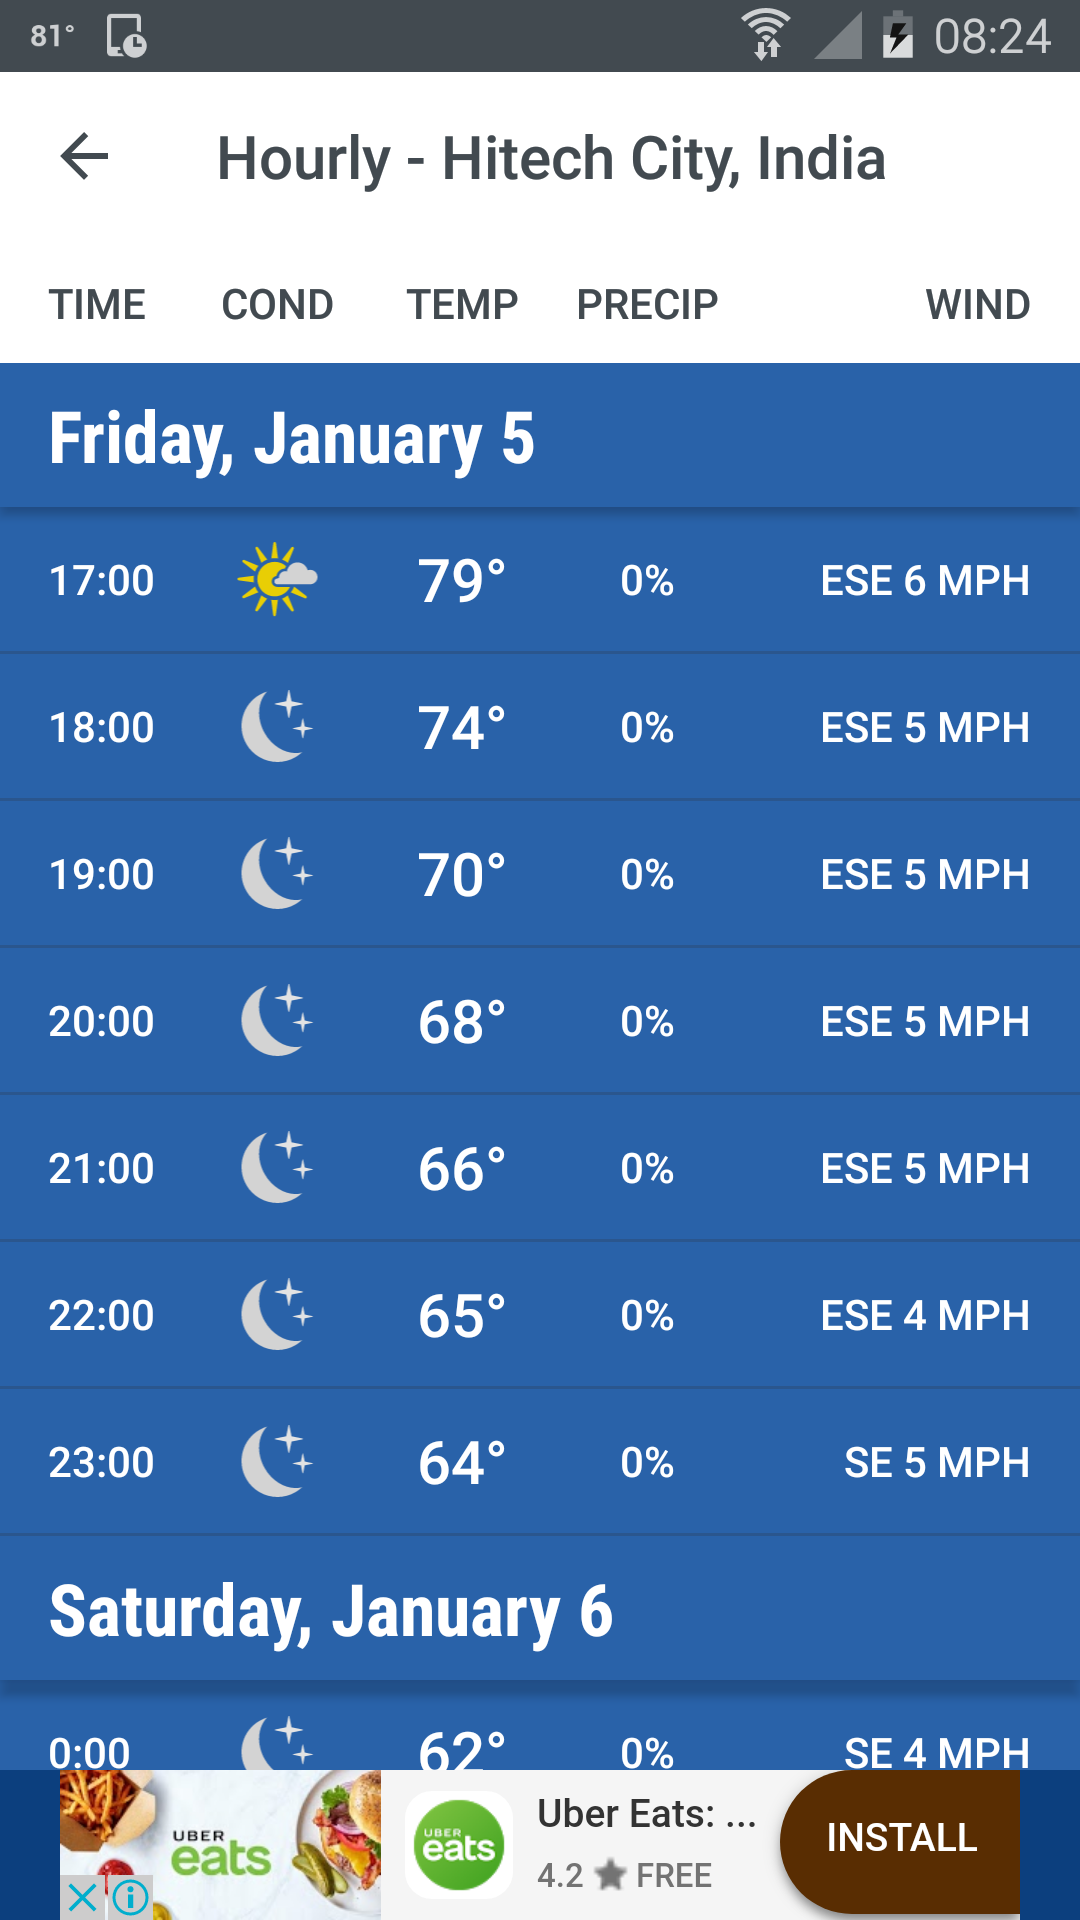 81° 08:24
Hourly - Hitech City, India
TIME COND TEMP PRECIP WIND
Friday, January 5
17:00 79° 0% ESE 6 MPH
18:00 74° 0% ESE 5 MPH
19:00 70° 0% ESE 5 MPH
20:00 68° 0% ESE 5 MPH
21:00 66° 0% ESE 5 MPH
22:00 65° 0% ESE 4 MPH
23:00 64° 0% SE 5 MPH
Saturday, January 6
0:00 62° 0% SE 4 MPH
UBER
eats
UBER
eats
Uber Eats: ...
4.2 FREE
INSTALL